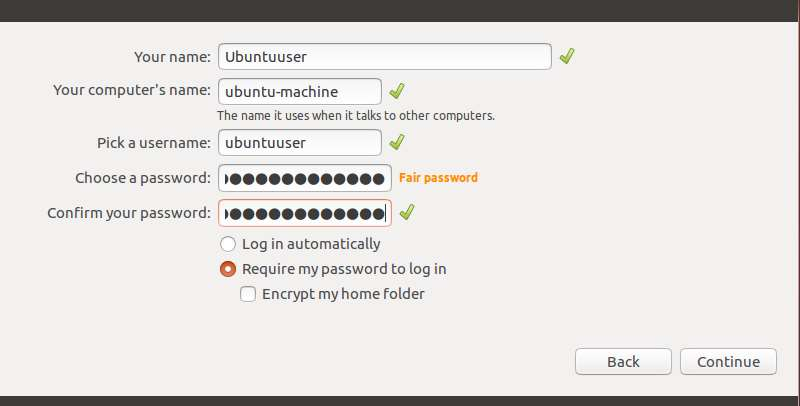 Your name: Ubuntuuser
Your computer's name: ubuntu-machine
The name it uses when it talks to other computers.
Pick a username: ubuntuuser
Choose a password: ●●●●●●●●●●●●● Fair password
Confirm your password: ●●●●●●●●●●●●●
Log in automatically
Require my password to log in
Encrypt my home folder
Back Continue